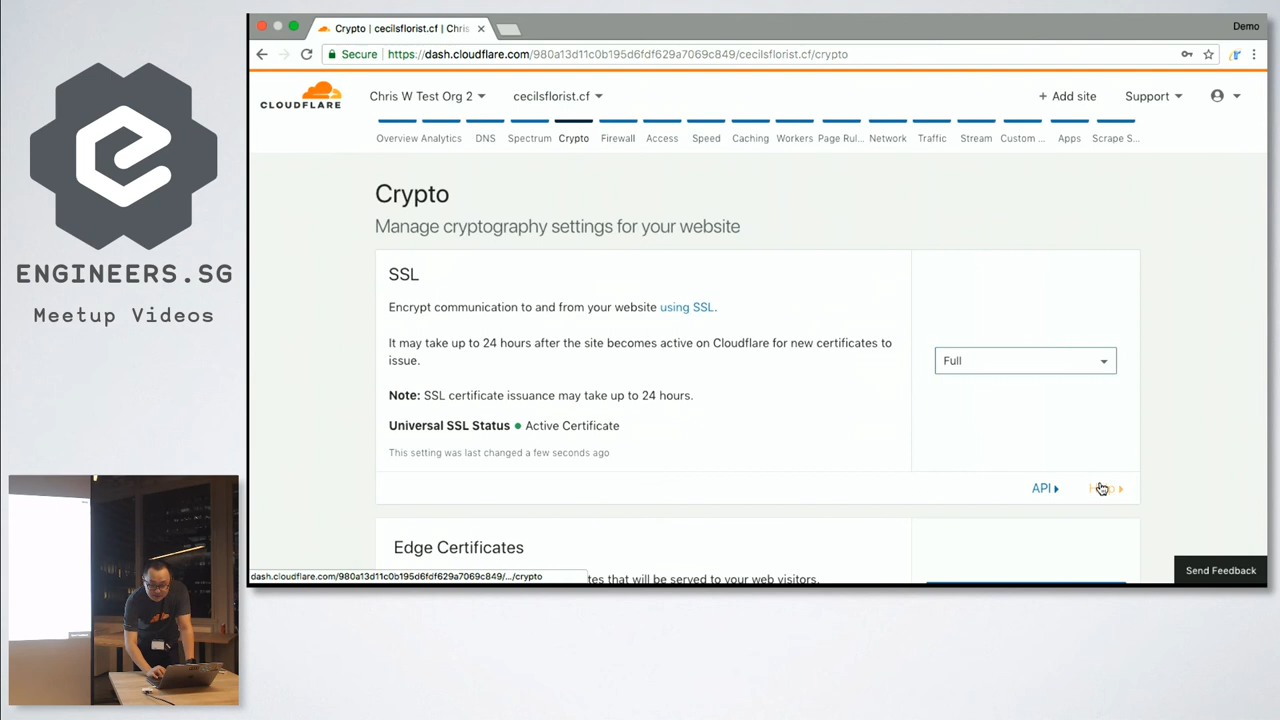 Crypto | cecilsflorist.cf | Chris
Demo
Secure https://dash.cloudflare.com/980a13d11c0b195d6fdf629a7069c849/cecilsflorist.cf/crypto
CLOUDFLARE
Chris W Test Org 2
cecilsflorist.cf
+ Add site
Support
Overview Analytics DNS Spectrum Crypto Firewall Access Speed Caching Workers Page Rul... Network Traffic Stream Custom ... Apps Scrape S...
Crypto
Manage cryptography settings for your website
SSL
Encrypt communication to and from your website using SSL.
It may take up to 24 hours after the site becomes active on Cloudflare for new certificates to
issue.
Note: SSL certificate issuance may take up to 24 hours.
Universal SSL Status Active Certificate
This setting was last changed a few seconds ago
Full
API
Edge Certificates
tes that will be served to your web visitors.
dash.cloudflare.com/980a13d11c0b195d6fdf629a7069c849/.../crypto
Send Feedback
ENGINEERS.SG
Meetup Videos